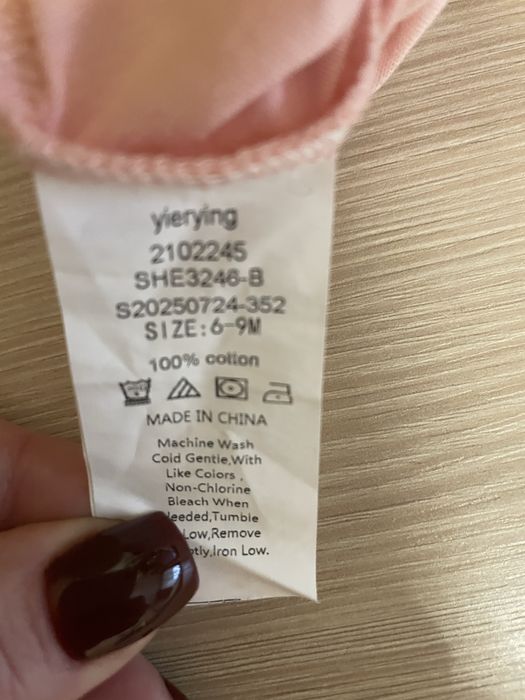 yierying
2102245
SHE3246-B
S20250724-352
SIZE:6-9M
100% cotton
MADE IN CHINA
Machine Wash
Cold Gentle,With
Like Colors ,
Non-Chlorine
Bleach When
Needed,Tumble
Low,Remove
Iron Low.